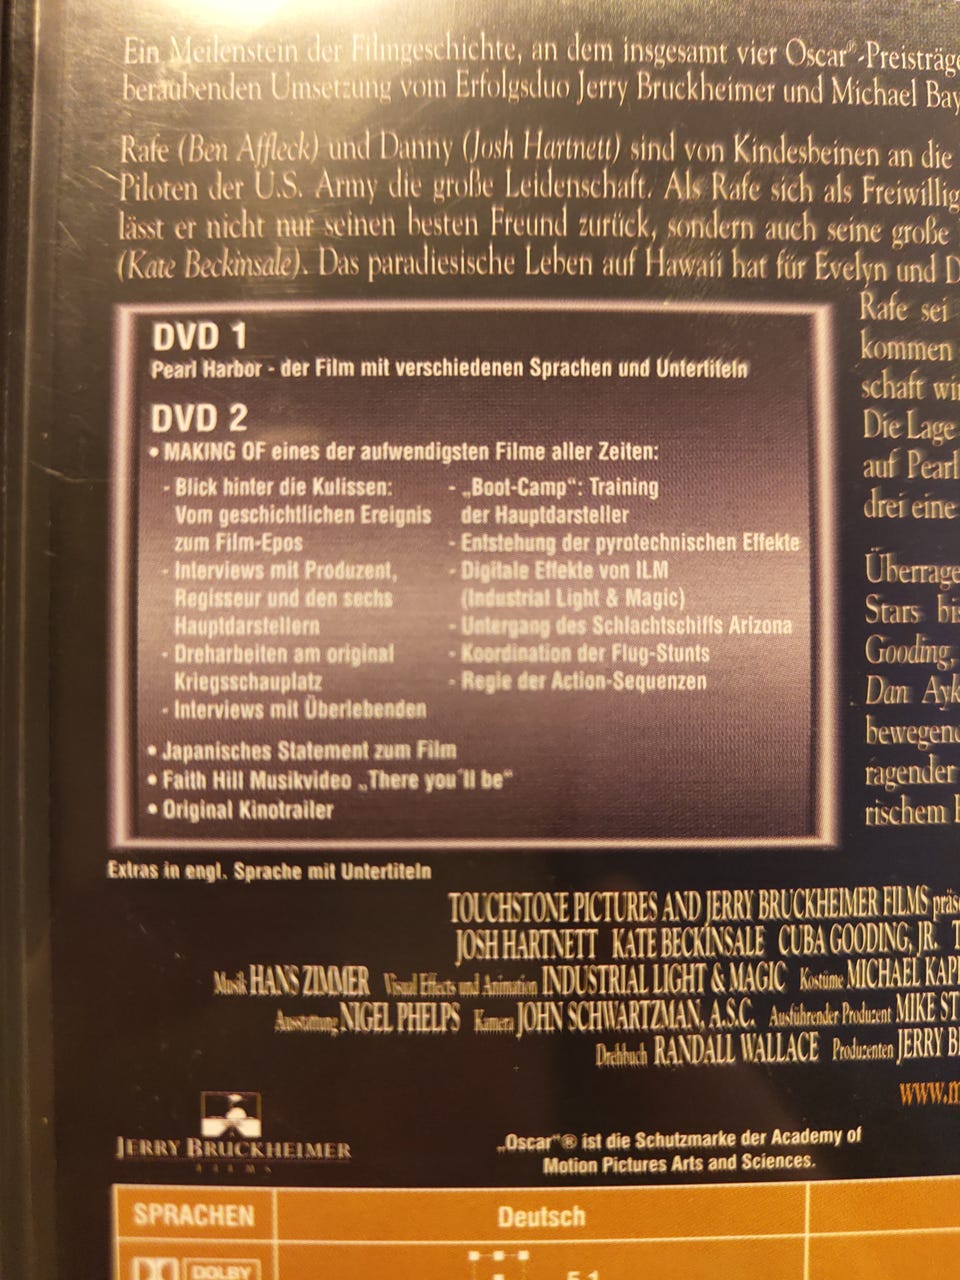 Ein Meilenstein der Filmgeschichte, an dem insgesamt vier Oscar®-Preisträge
beraubenden Umsetzung vom Erfolgsduo Jerry Bruckheimer und Michael Bay
Rafe (Ben Affleck) und Danny (Josh Hartnett) sind von Kindesbeinen an die
Piloten der U.S. Army die große Leidenschaft. Als Rafe sich als Freiwillig
lässt er nicht nur seinen besten Freund zurück, sondern auch seine große
(Kate Beckinsale). Das paradiesische Leben auf Hawaii hat für Evelyn und D
Rafe sei
kommen
schaft wir
Die Lage
auf Pearl
drei eine
Überrage
Stars bis
Gooding,
Dan Ayk
bewegend
ragender
rischem
DVD 1
Pearl Harbor - der Film mit verschiedenen Sprachen und Untertiteln
DVD 2
• MAKING OF eines der aufwendigsten Filme aller Zeiten:
- Blick hinter die Kulissen:
Vom geschichtlichen Ereignis
zum Film-Epos
- Interviews mit Produzent,
Regisseur und den sechs
Hauptdarstellern
- Dreharbeiten am original
Kriegsschauplatz
- Interviews mit Überlebenden
- „Boot-Camp“: Training
der Hauptdarsteller
- Entstehung der pyrotechnischen Effekte
- Digitale Effekte von ILM
(Industrial Light & Magic)
- Untergang des Schlachtschiffs Arizona
- Koordination der Flug-Stunts
- Regie der Action-Sequenzen
• Japanisches Statement zum Film
• Faith Hill Musikvideo „There you´ll be“
• Original Kinotrailer
Extras in engl. Sprache mit Untertiteln
TOUCHSTONE PICTURES AND JERRY BRUCKHEIMER FILMS präse
JOSH HARTNETT KATE BECKINSALE CUBA GOODING, JR. T
Musik HANS ZIMMER Visual Effects und Animation INDUSTRIAL LIGHT & MAGIC Kostüme MICHAEL KAP
Ausstattung NIGEL PHELPS Kamera JOHN SCHWARTZMAN, A.S.C. Ausführender Produzent MIKE ST
Drehbuch RANDALL WALLACE Produzenten JERRY B
www.m
JERRY BRUCKHEIMER
FILMS
„Oscar“® ist die Schutzmarke der Academy of
Motion Pictures Arts and Sciences.
SPRACHEN Deutsch
DOLBY 5.1